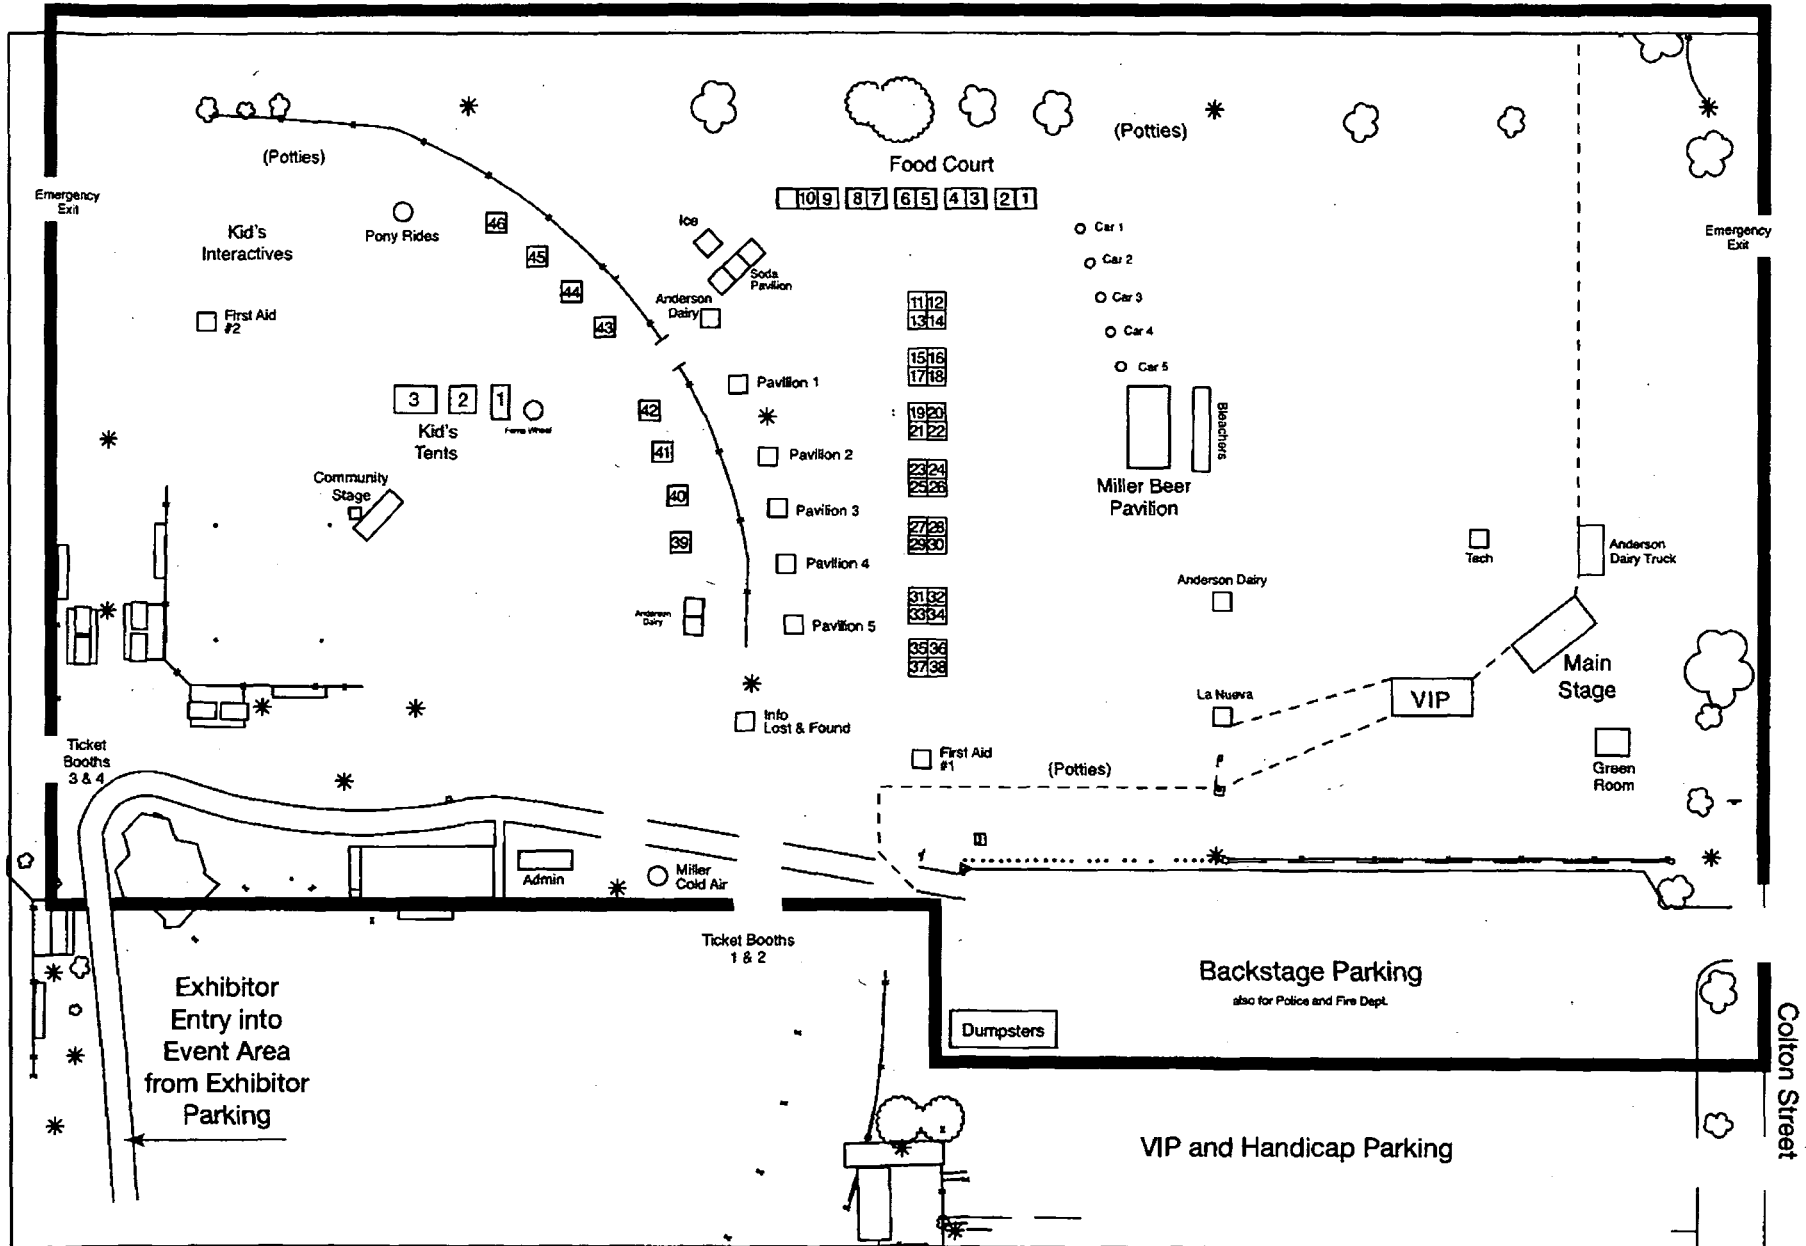 (Potties)
(Potties)
Food Court
10 9 8 7 6 5 4 3 2 1
Emergency
Exit
Emergency
Exit
Kid's
Interactives
Pony Rides
46
45
44
43
Ice
Soda
Pavilion
Anderson
Dairy
Car 1
Car 2
Car 3
Car 4
Car 5
First Aid
#2
11 12
13 14
15 16
17 18
19 20
21 22
23 24
25 26
27 28
29 30
31 32
33 34
35 36
37 38
3 2 1
Kid's
Tents
Ferris Wheel
42
41
40
39
Pavilion 1
Pavilion 2
Pavilion 3
Pavilion 4
Pavilion 5
Bleachers
Miller Beer
Pavilion
Community
Stage
Anderson
Dairy
Tech
Anderson
Dairy Truck
Anderson Dairy
Main
Stage
VIP
La Nueva
Info
Lost & Found
First Aid
#1
(Potties)
Green
Room
Ticket
Booths
3 & 4
Admin
Miller
Cold Air
Ticket Booths
1 & 2
Backstage Parking
also for Police and Fire Dept.
Dumpsters
Exhibitor
Entry into
Event Area
from Exhibitor
Parking
VIP and Handicap Parking
Colton Street